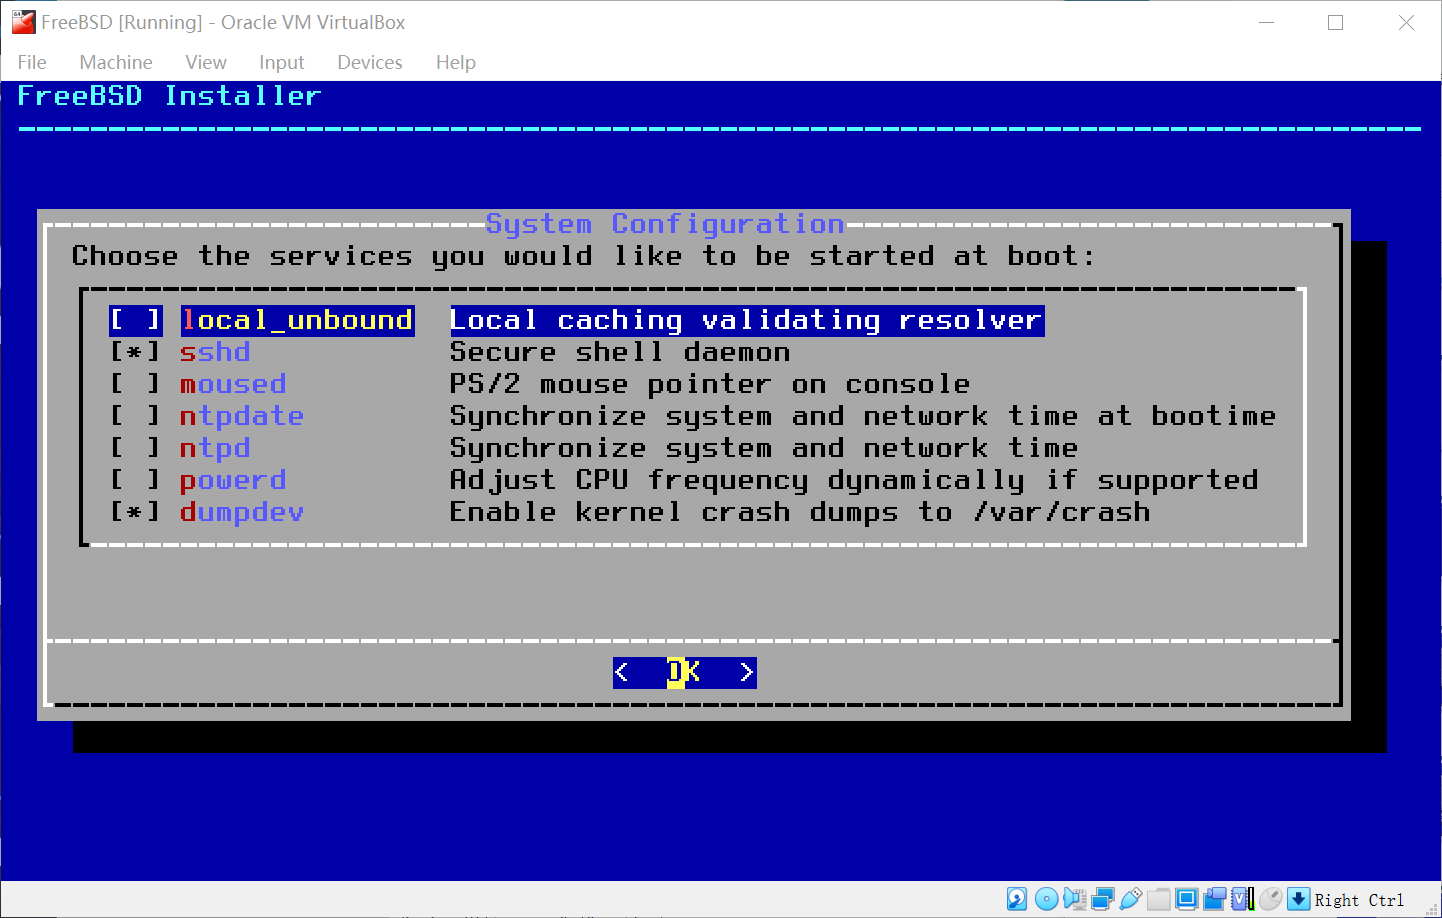 FreeBSD [Running] - Oracle VM VirtualBox
File Machine View Input Devices Help
FreeBSD Installer
System Configuration
Choose the services you would like to be started at boot:
[ ] local_unbound Local caching validating resolver
[*] sshd Secure shell daemon
[ ] moused PS/2 mouse pointer on console
[ ] ntpdate Synchronize system and network time at bootime
[ ] ntpd Synchronize system and network time
[ ] powerd Adjust CPU frequency dynamically if supported
[*] dumpdev Enable kernel crash dumps to /var/crash
< OK >
Right Ctrl